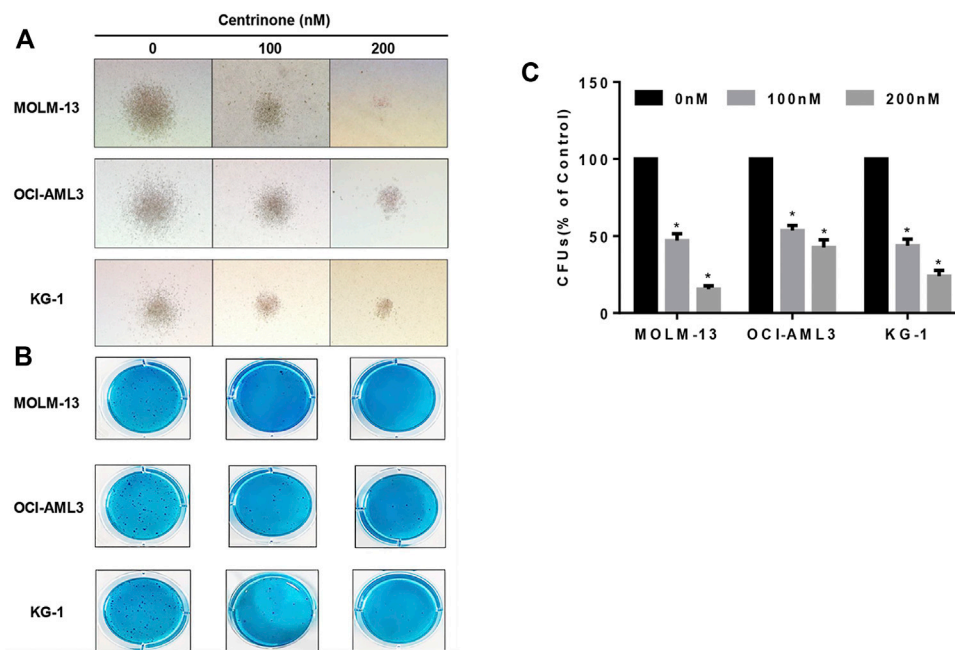 Centrinone (nM)
A
0 100 200
MOLM-13
OCI-AML3
KG-1
B
MOLM-13
OCI-AML3
KG-1
C
CFUs(% of Control)
150
100
50
0
0nM 100nM 200nM
* * * * * *
MOLM-13 OCI-AML3 KG-1